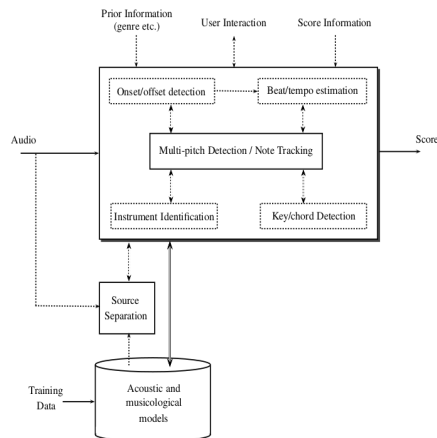 Prior Information
(genre etc.)
User Interaction
Score Information
Onset/offset detection
Beat/tempo estimation
Audio
Multi-pitch Detection / Note Tracking
Score
Instrument Identification
Key/chord Detection
Source
Separation
Training
Data
Acoustic and
musicological
models